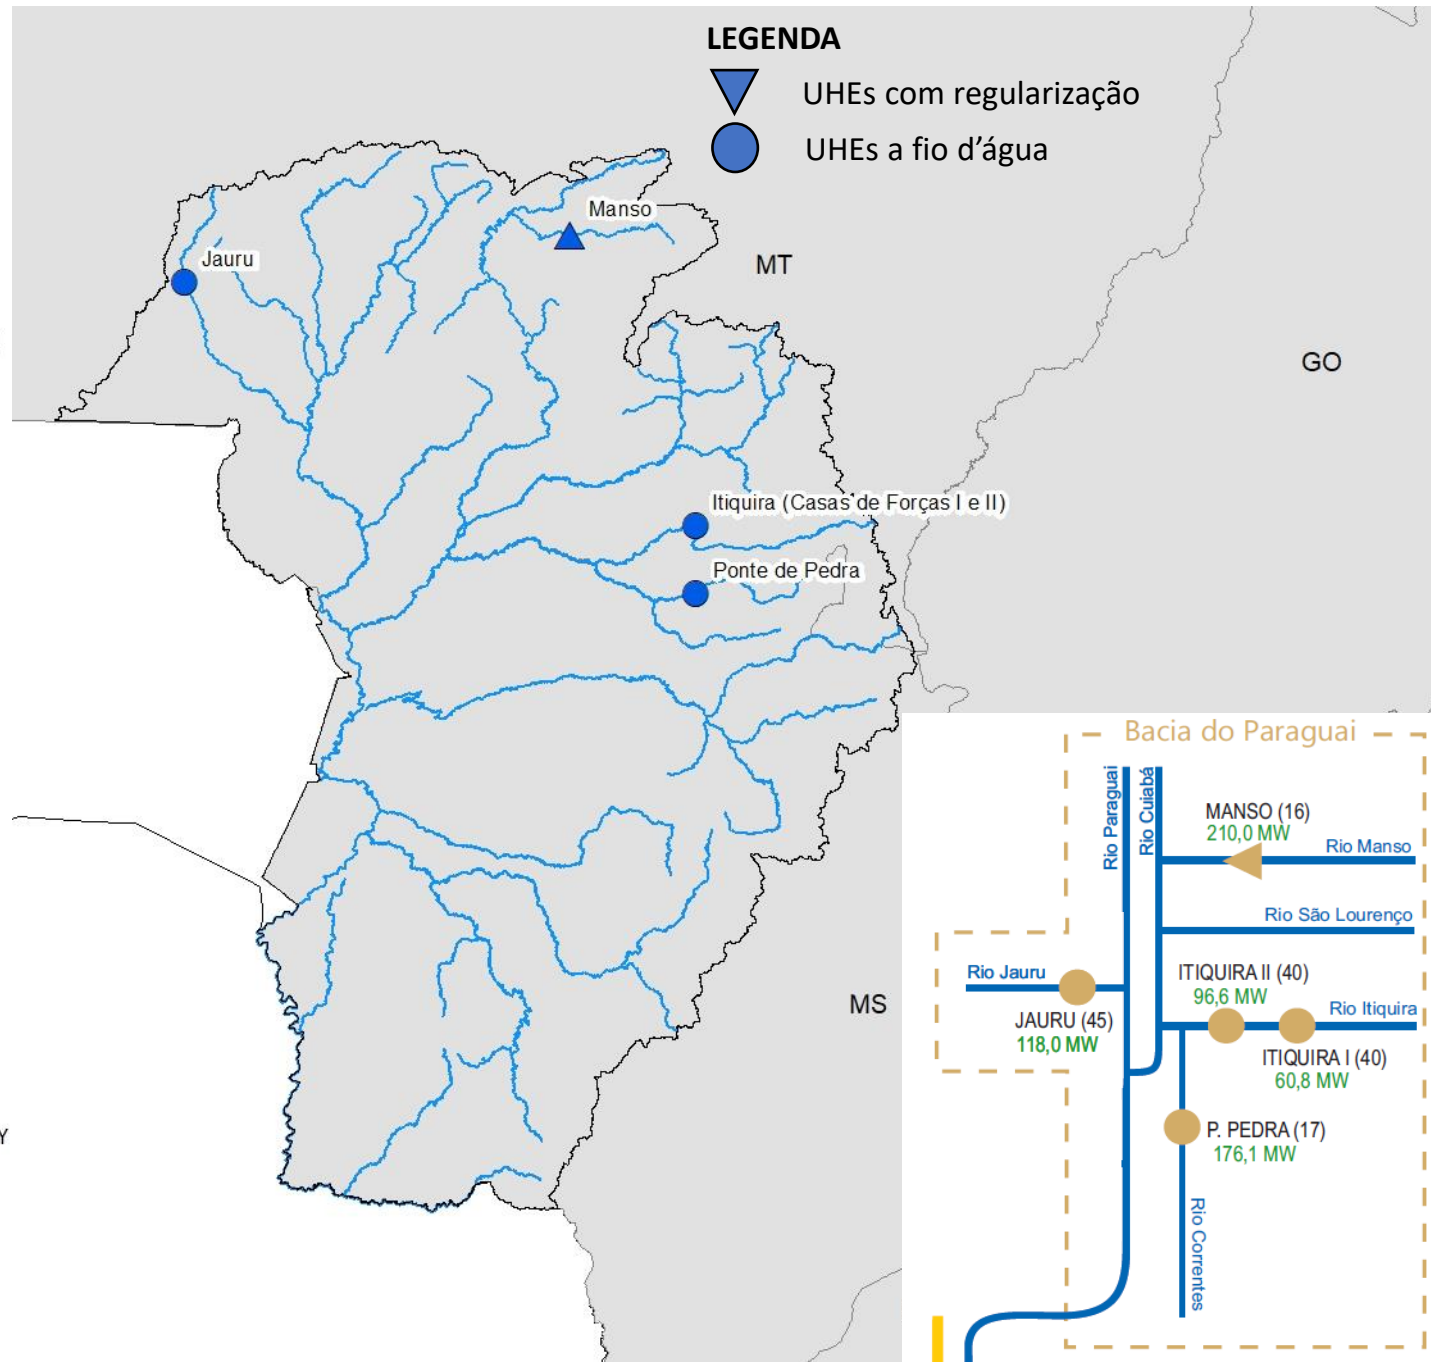 LEGENDA
UHEs com regularização
UHEs a fio d'água
Manso
Jauru
MT
GO
Itiquira (Casas de Forças I e II)
Ponte de Pedra
MS
Y
Bacia do Paraguai
Rio Paraguai
Rio Cuiabá
MANSO (16)
210,0 MW
Rio Manso
Rio São Lourenço
Rio Jauru
JAURU (45)
118,0 MW
ITIQUIRA II (40)
96,6 MW
Rio Itiquira
ITIQUIRA I (40)
60,8 MW
P. PEDRA (17)
176,1 MW
Rio Correntes